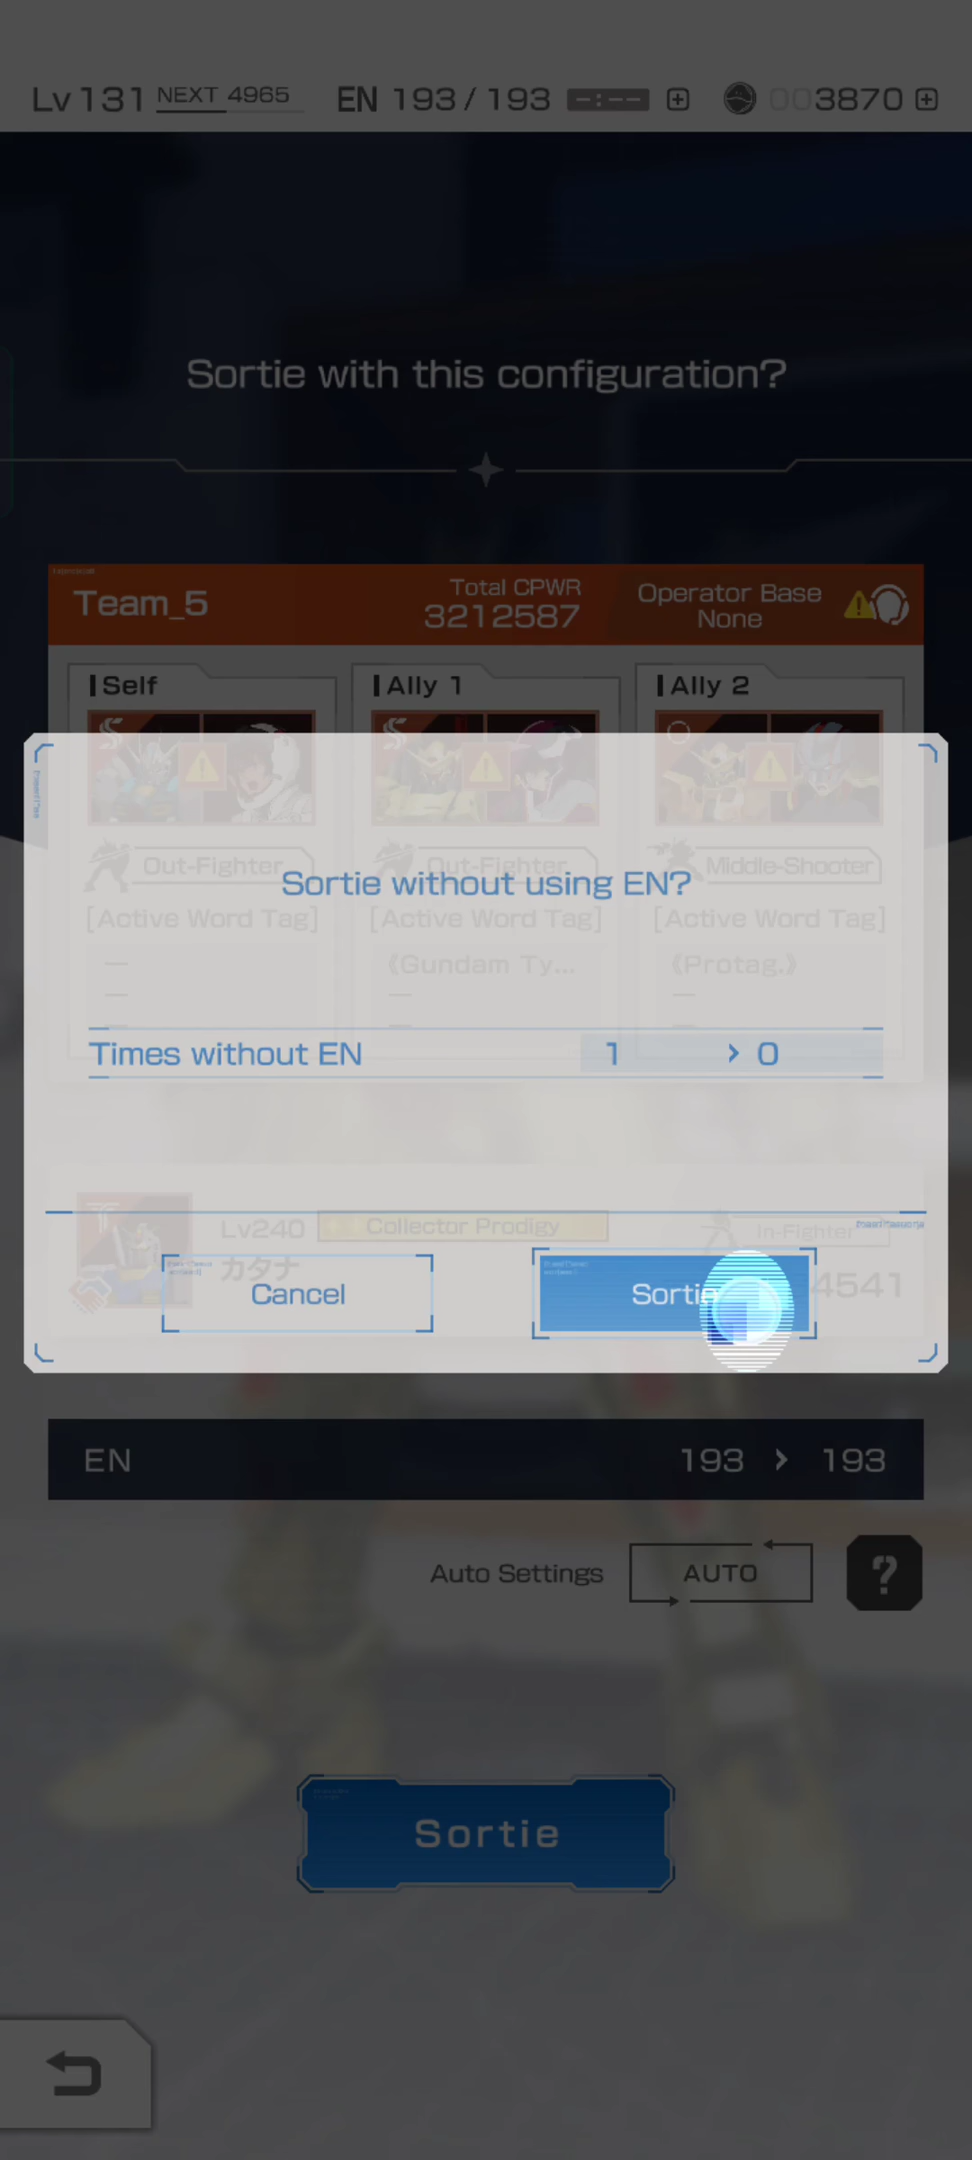 Lv 131 NEXT 4965 EN 193 / 193 -:-- 003870
Sortie with this configuration?
Team_5 Total CPWR 3212587 Operator Base None
Self Ally 1 Ally 2
Out-Fighter Out-Fighter Middle-Shooter
Sortie without using EN?
[Active Word Tag] [Active Word Tag] [Active Word Tag]
— 《Gundam Ty... 《Protag.》
— — —
Times without EN 1 > 0
Lv240 Collector Prodigy In-Fighter
カタナ 4541
Cancel Sortie
EN 193 > 193
Auto Settings AUTO ?
Sortie